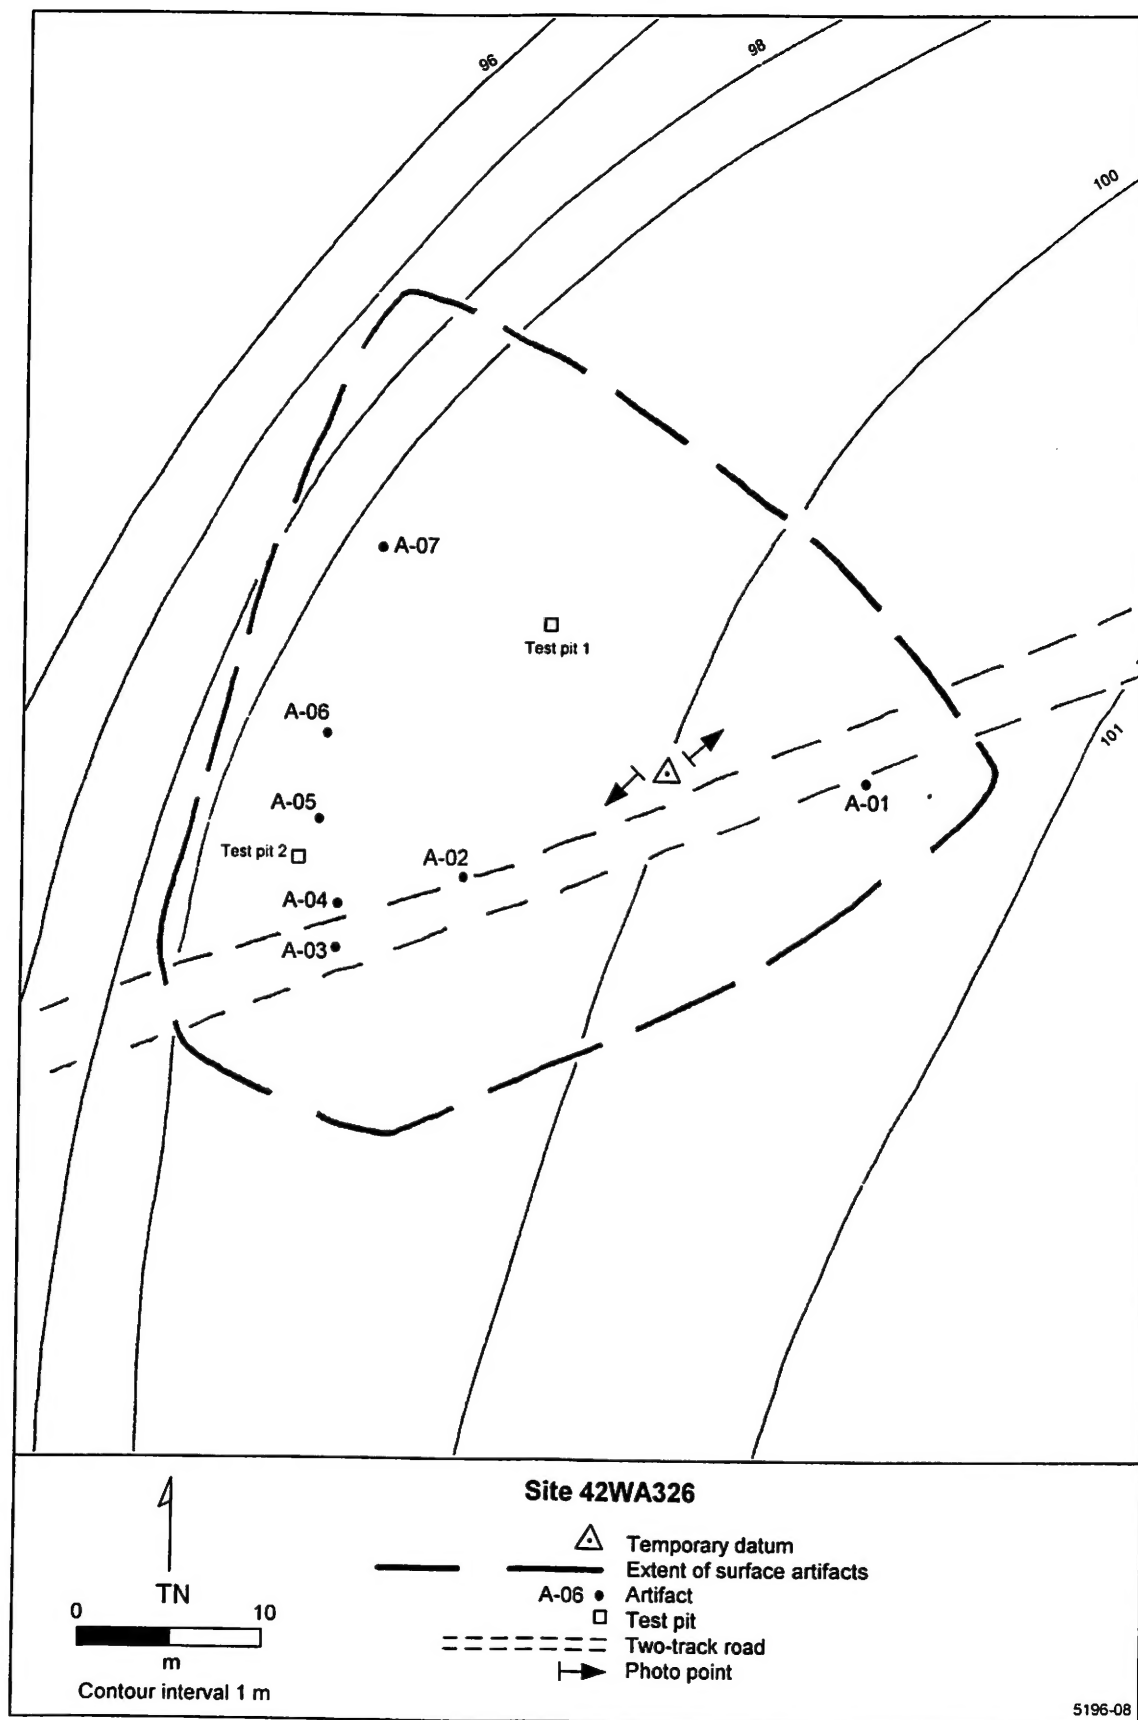 96
98
100
A-07
Test pit 1
A-06
101
A-05
A-01
Test pit 2
A-02
A-04
A-03
Site 42WA326
Temporary datum
Extent of surface artifacts
TN
A-06 Artifact
0 10
Test pit
Two-track road
m
Photo point
Contour interval 1 m
5196-08